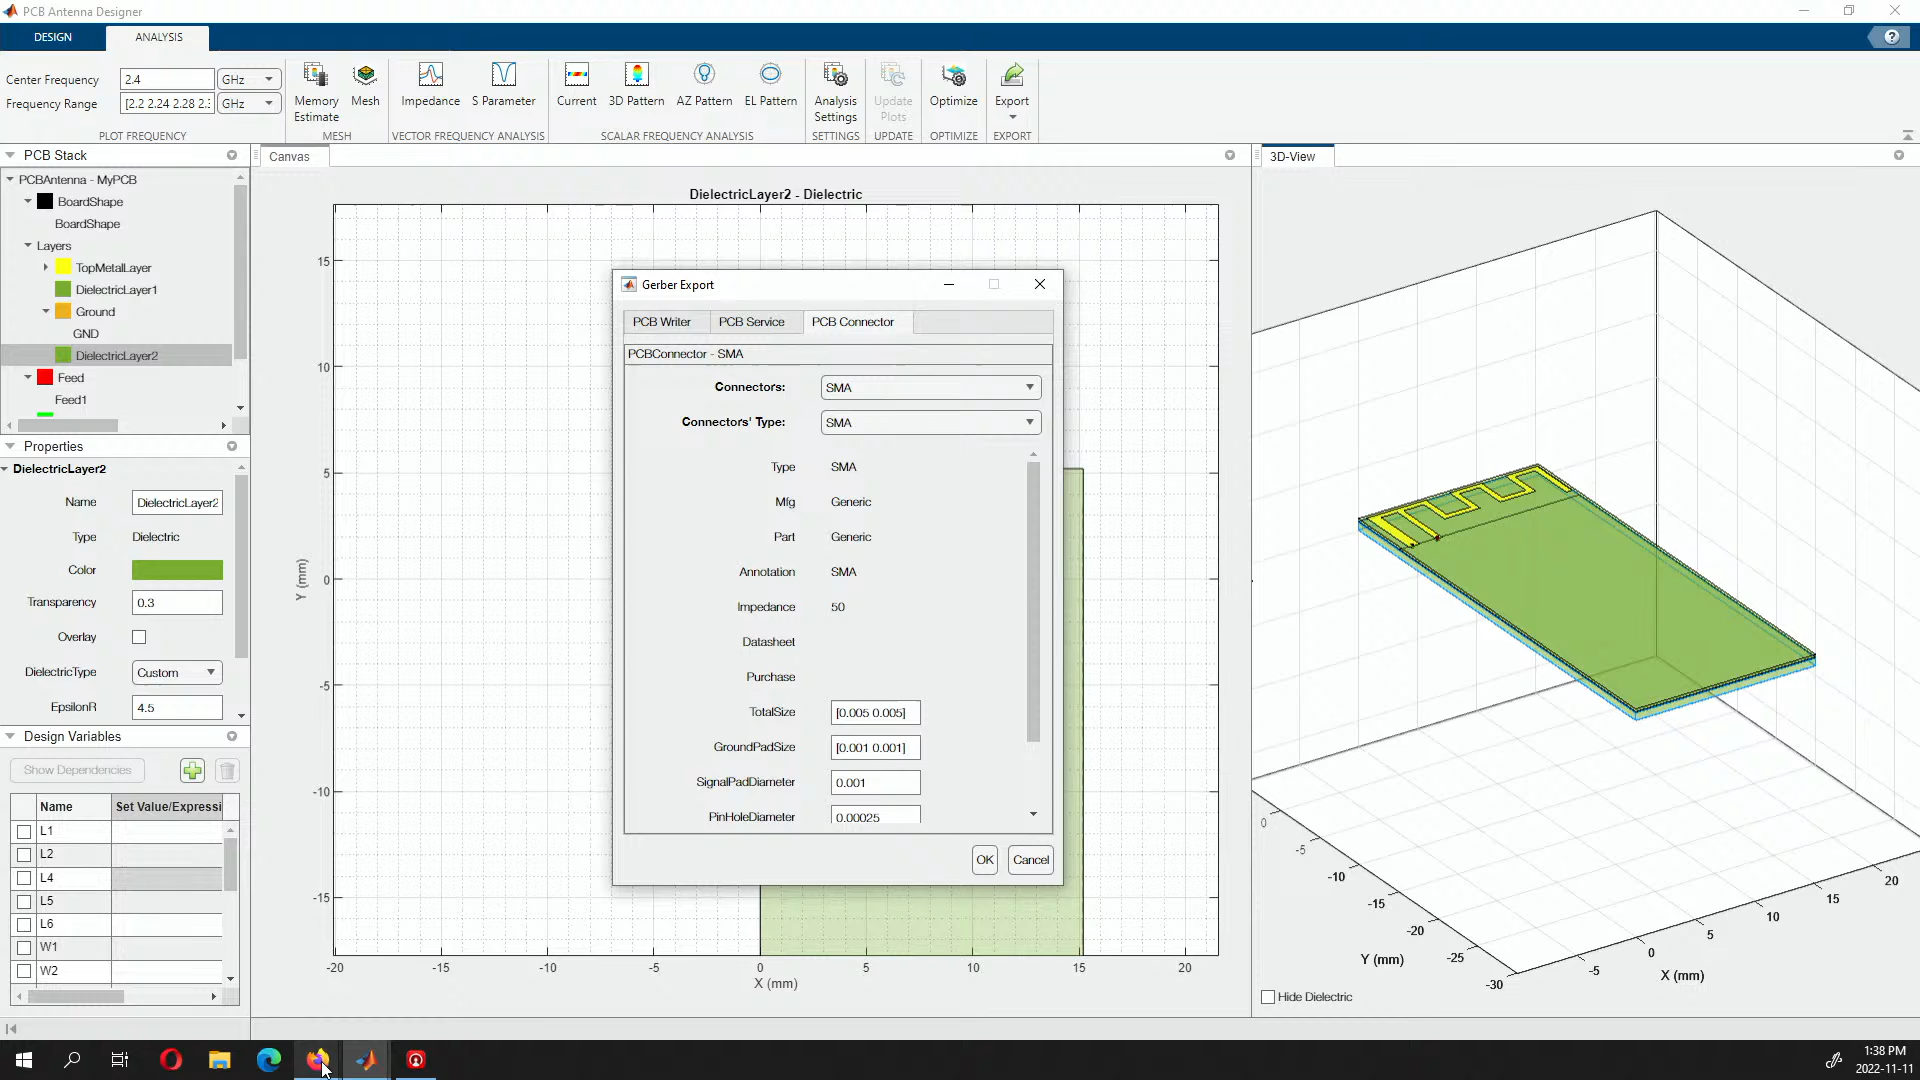 PCB Antenna Designer
DESIGN
ANALYSIS
Center Frequency
2.4
GHz
Frequency Range
[2.2 2.24 2.28 2.3
GHz
PLOT FREQUENCY
Memory Estimate
Mesh
MESH
Impedance
S Parameter
VECTOR FREQUENCY ANALYSIS
Current
3D Pattern
AZ Pattern
EL Pattern
SCALAR FREQUENCY ANALYSIS
Analysis Settings
SETTINGS
Update Plots
UPDATE
Optimize
OPTIMIZE
Export
EXPORT
PCB Stack
PCBAntenna - MyPCB
BoardShape
BoardShape
Layers
TopMetalLayer
DielectricLayer1
Ground
GND
DielectricLayer2
Feed
Feed1
Properties
DielectricLayer2
Name
DielectricLayer2
Type
Dielectric
Color
Transparency
0.3
Overlay
DielectricType
Custom
EpsilonR
4.5
Design Variables
Show Dependencies
Name
Set Value/Expressi
L1
L2
L4
L5
L6
W1
W2
Canvas
DielectricLayer2 - Dielectric
15
10
5
0
-5
-10
-15
Y (mm)
-20
-15
-10
-5
0
5
10
15
20
X (mm)
Gerber Export
PCB Writer
PCB Service
PCB Connector
PCBConnector - SMA
Connectors:
SMA
Connectors' Type:
SMA
Type
SMA
Mfg
Generic
Part
Generic
Annotation
SMA
Impedance
50
Datasheet
Purchase
TotalSize
[0.005 0.005]
GroundPadSize
[0.001 0.001]
SignalPadDiameter
0.001
PinHoleDiameter
0.00025
OK
Cancel
3D-View
0
-5
-10
-15
-20
-25
-30
Y (mm)
-5
0
5
10
15
20
X (mm)
Hide Dielectric
1:38 PM
2022-11-11